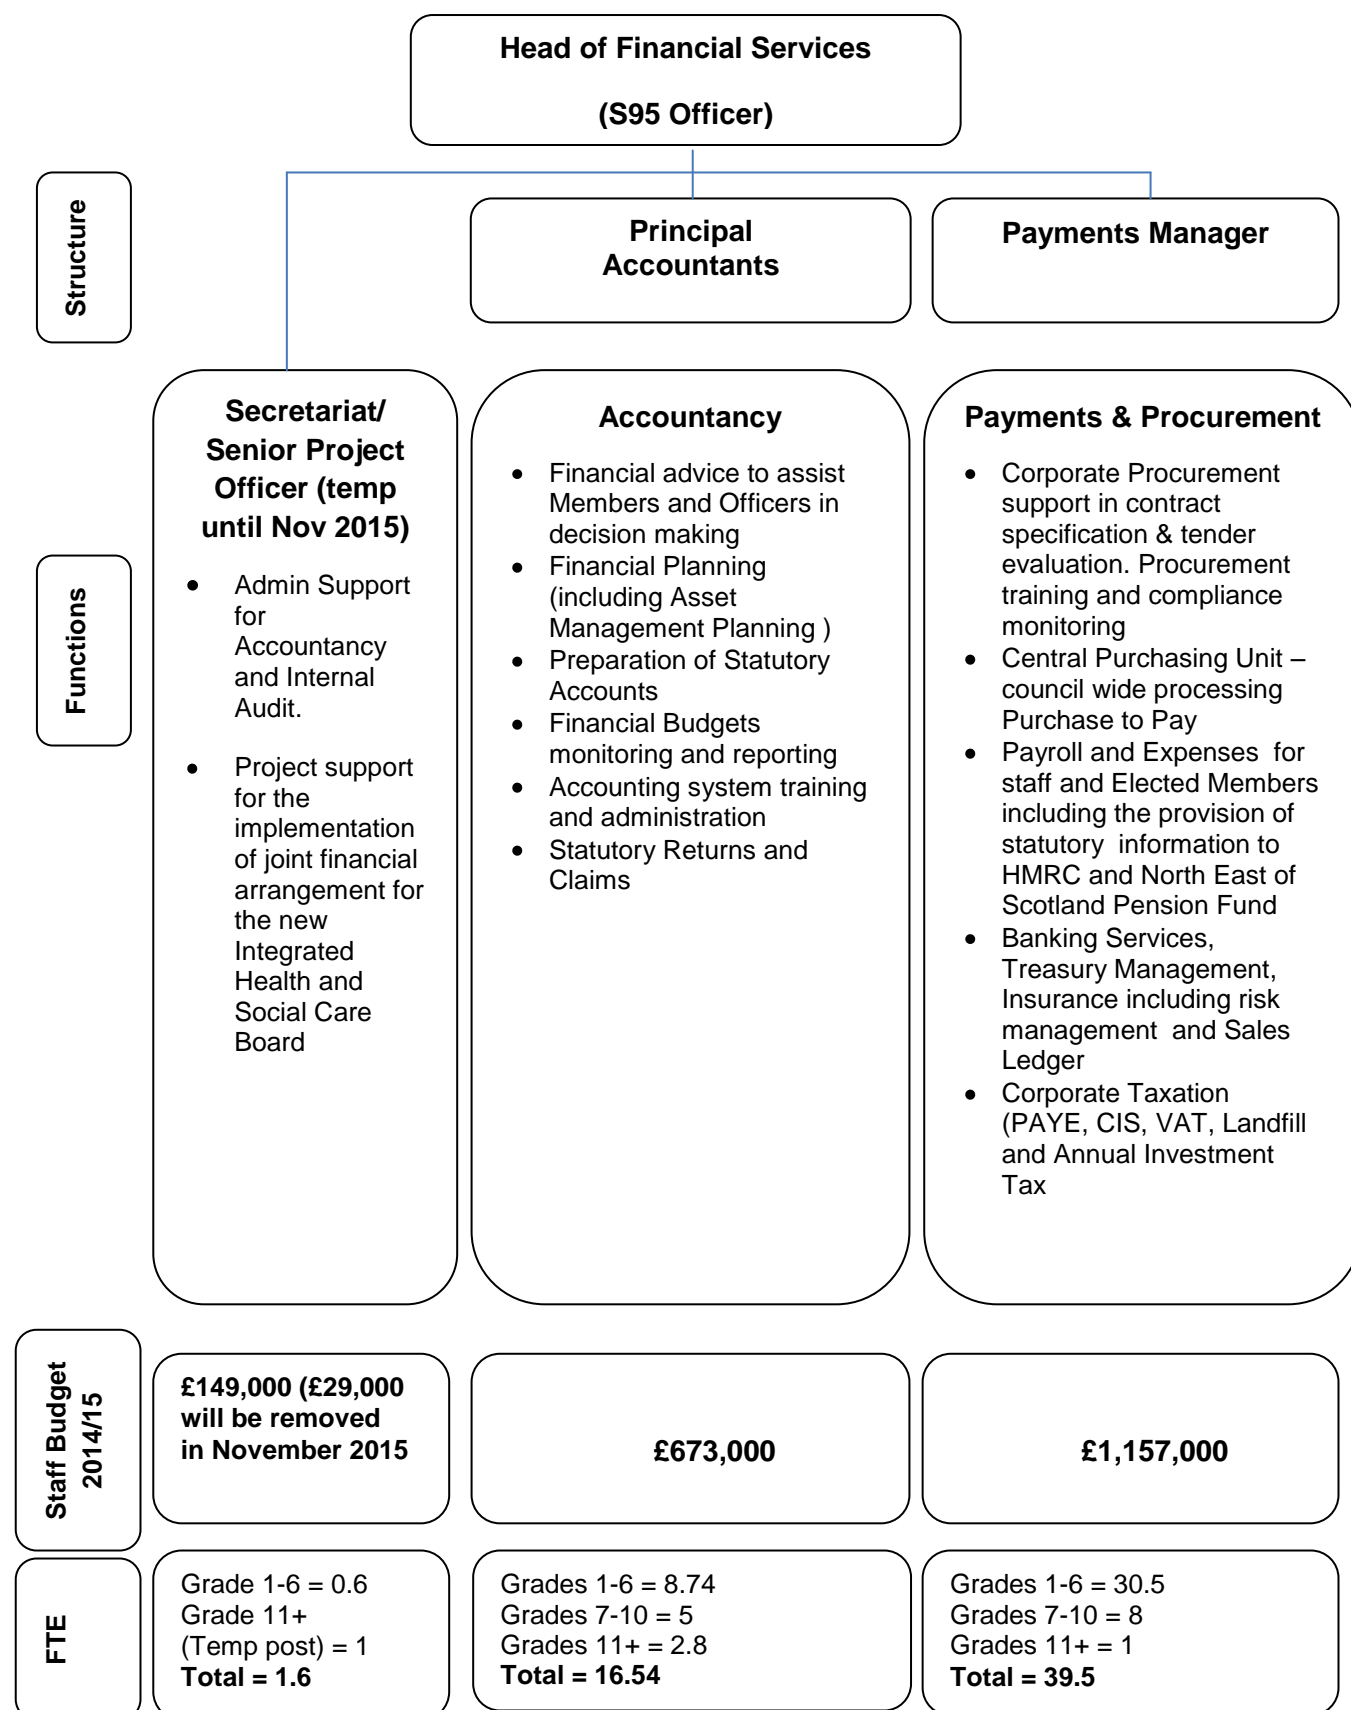 Head of Financial Services
(S95 Officer)
Structure
Principal
Accountants
Payments Manager
Functions
Secretariat/
Senior Project
Officer (temp
until Nov 2015)
• Admin Support
for
Accountancy
and Internal
Audit.
• Project support
for the
implementation
of joint financial
arrangement for
the new
Integrated
Health and
Social Care
Board
Accountancy
• Financial advice to assist
Members and Officers in
decision making
• Financial Planning
(including Asset
Management Planning )
• Preparation of Statutory
Accounts
• Financial Budgets
monitoring and reporting
• Accounting system training
and administration
• Statutory Returns and
Claims
Payments & Procurement
• Corporate Procurement
support in contract
specification & tender
evaluation. Procurement
training and compliance
monitoring
• Central Purchasing Unit –
council wide processing
Purchase to Pay
• Payroll and Expenses for
staff and Elected Members
including the provision of
statutory information to
HMRC and North East of
Scotland Pension Fund
• Banking Services,
Treasury Management,
Insurance including risk
management and Sales
Ledger
• Corporate Taxation
(PAYE, CIS, VAT, Landfill
and Annual Investment
Tax
Staff Budget
2014/15
£149,000 (£29,000
will be removed
in November 2015
£673,000
£1,157,000
FTE
Grade 1-6 = 0.6
Grade 11+
(Temp post) = 1
Total = 1.6
Grades 1-6 = 8.74
Grades 7-10 = 5
Grades 11+ = 2.8
Total = 16.54
Grades 1-6 = 30.5
Grades 7-10 = 8
Grades 11+ = 1
Total = 39.5